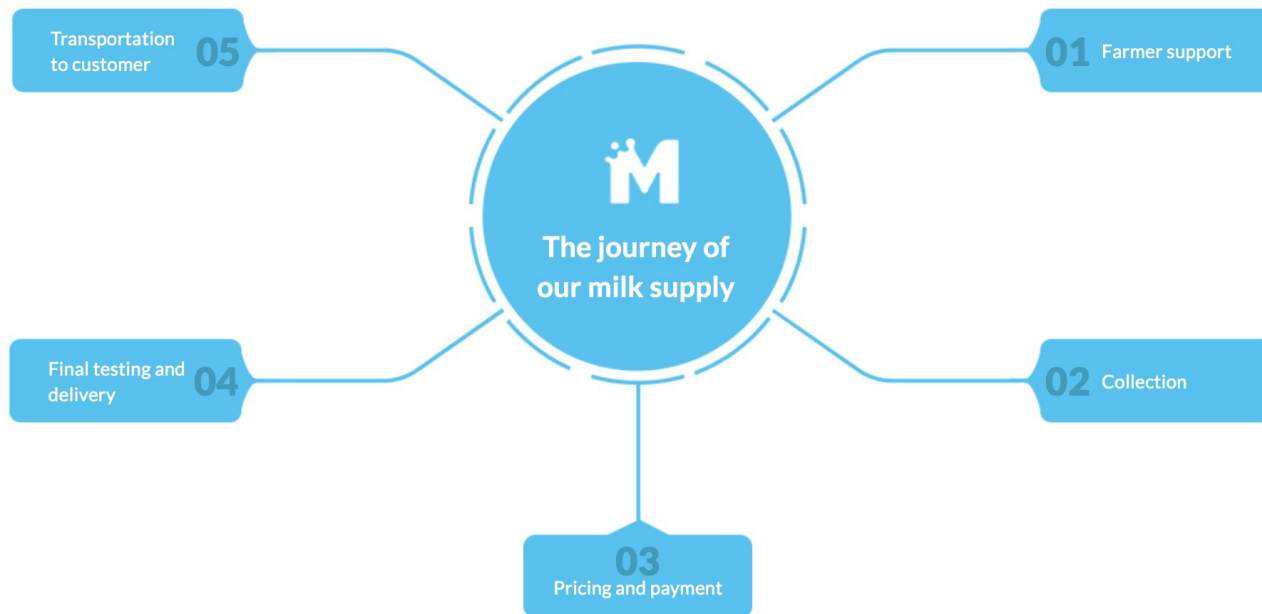 M
The journey of
our milk supply
01 Farmer support
02 Collection
03
Pricing and payment
04
Final testing and
delivery
05
Transportation
to customer